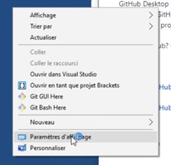 GitHub Desktop
Affichage
Trier par
Actualiser
Coller
Coller le raccourci
Ouvrir dans Visual Studio
Ouvrir en tant que projet Brackets
Git GUI Here
Git Bash Here
Nouveau
Paramètres d'affichage
Personnaliser